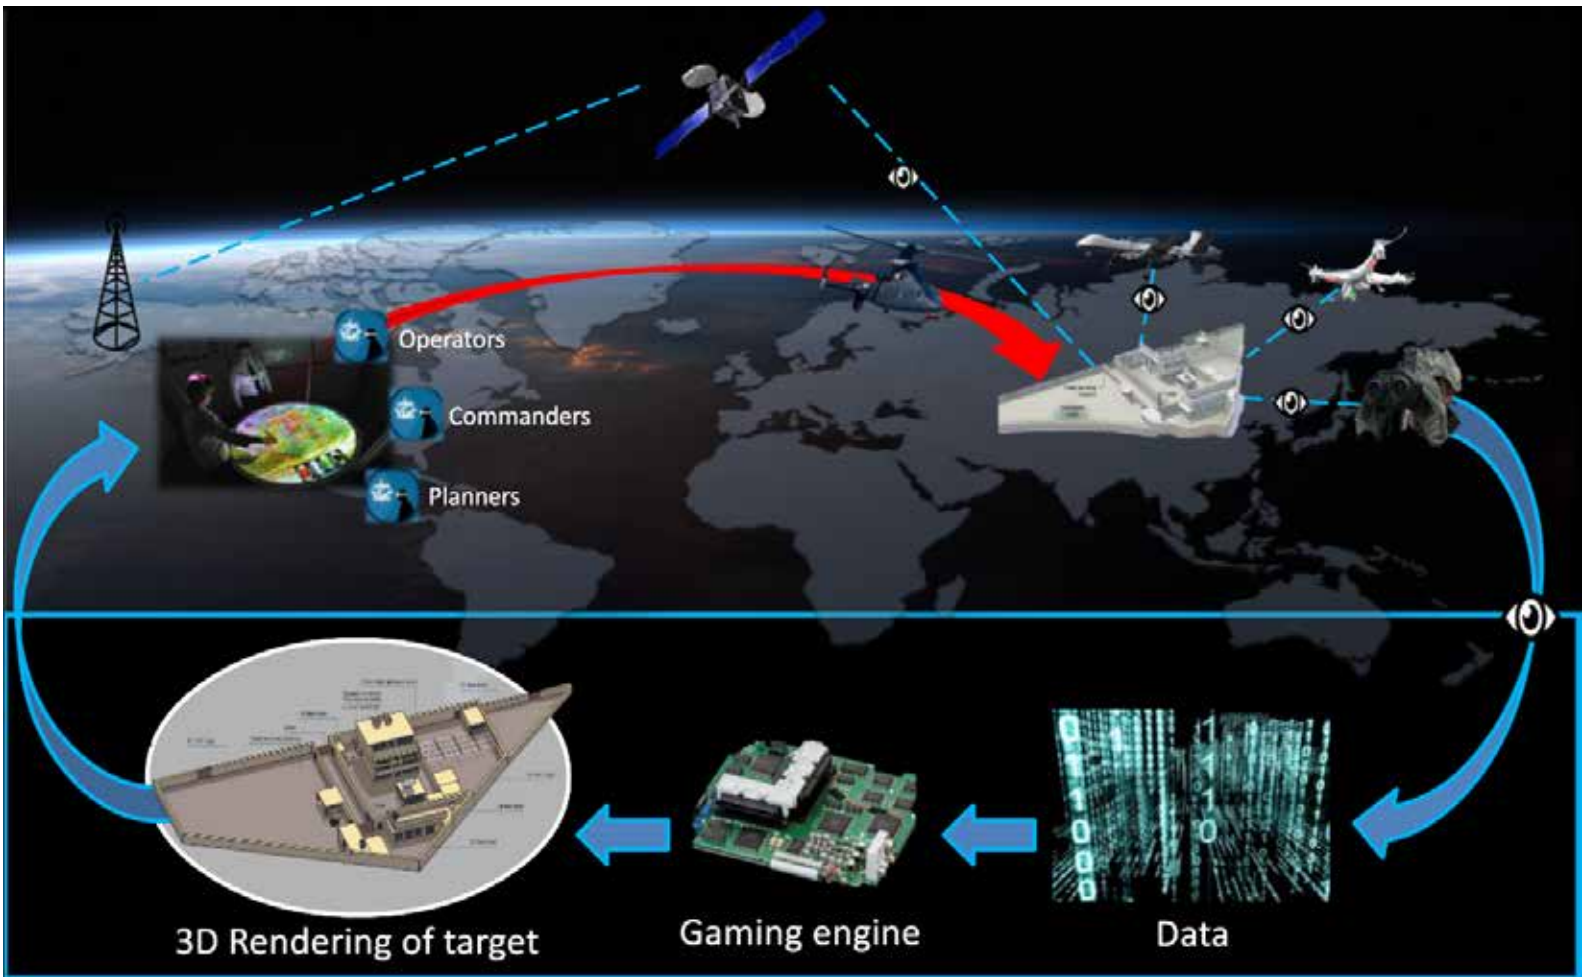 Operators
Commanders
Planners
3D Rendering of target
Gaming engine
Data